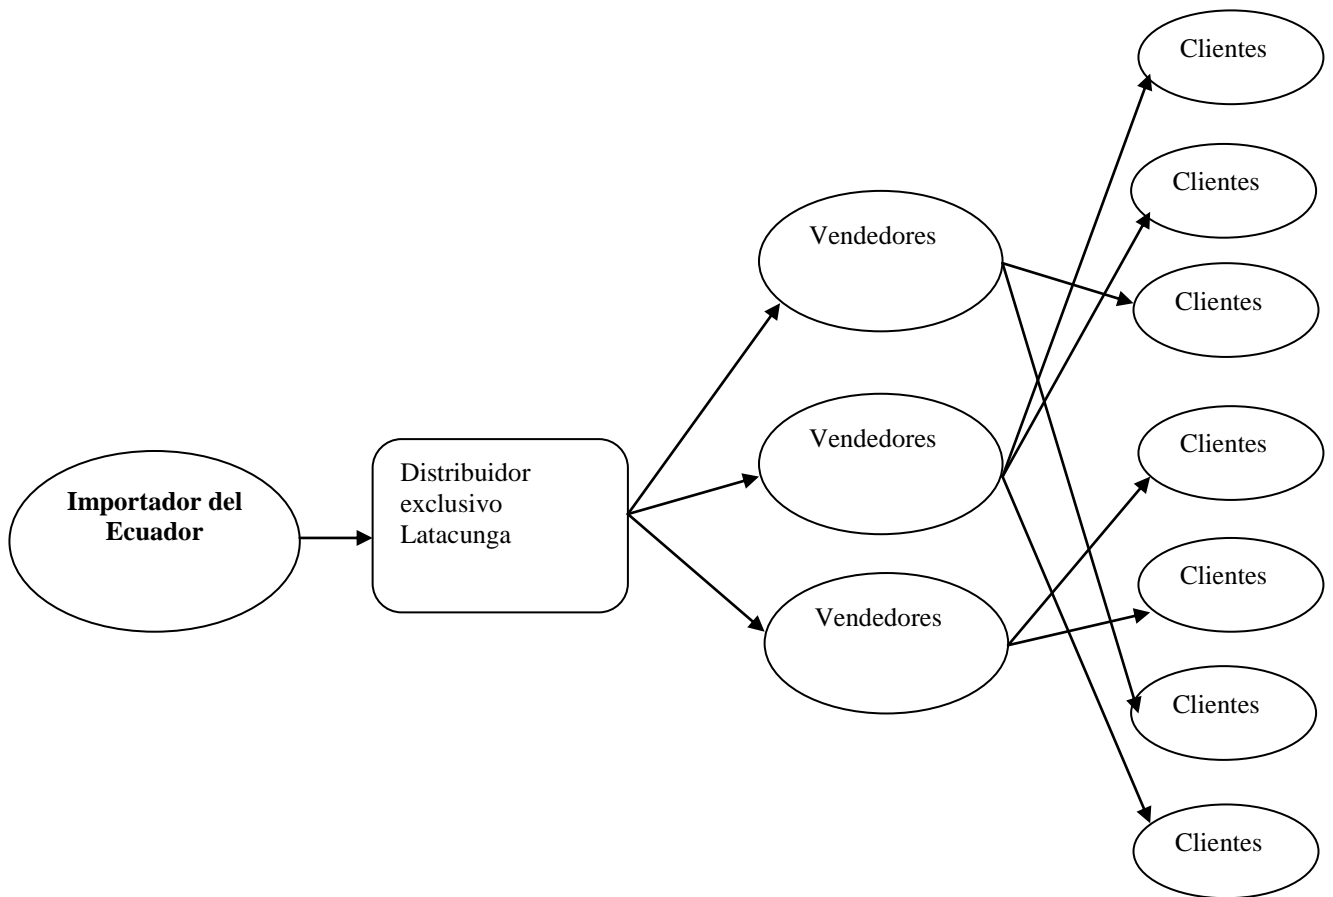 Importador del
Ecuador
Distribuidor
exclusivo
Latacunga
Vendedores
Vendedores
Vendedores
Clientes
Clientes
Clientes
Clientes
Clientes
Clientes
Clientes